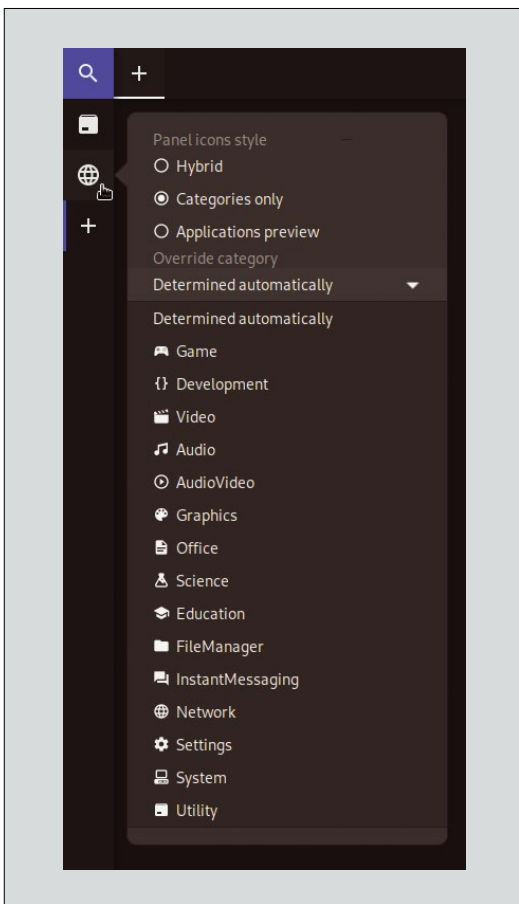 Panel icons style
Hybrid
Categories only
Applications preview
Override category
Determined automatically
Determined automatically
Game
Development
Video
Audio
AudioVideo
Graphics
Office
Science
Education
FileManager
InstantMessaging
Network
Settings
System
Utility